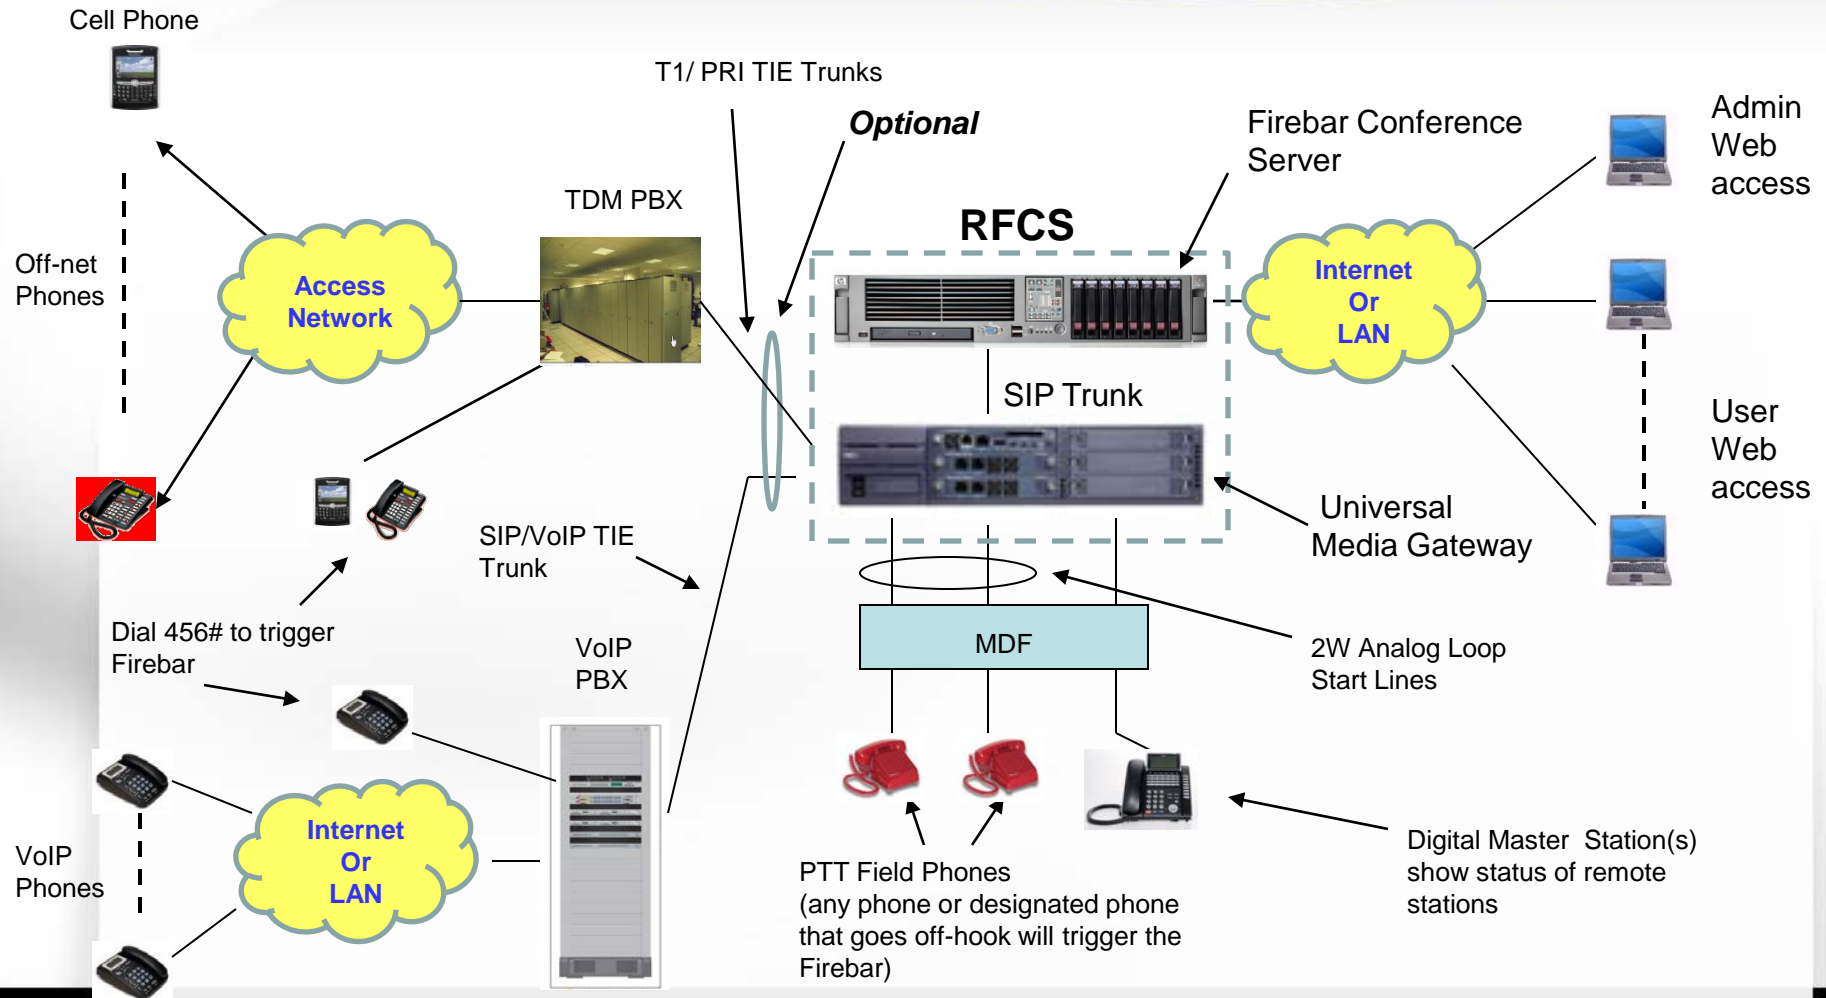 Cell Phone
T1/ PRI TIE Trunks
Optional
Firebar Conference
Server
Admin
Web
access
TDM PBX
RFCS
Off-net
Phones
Access
Network
Internet
Or
LAN
SIP Trunk
User
Web
access
Universal
Media Gateway
SIP/VoIP TIE
Trunk
Dial 456# to trigger
Firebar
VoIP
PBX
MDF
2W Analog Loop
Start Lines
VoIP
Phones
Internet
Or
LAN
PTT Field Phones
(any phone or designated phone
that goes off-hook will trigger the
Firebar)
Digital Master  Station(s)
show status of remote
stations